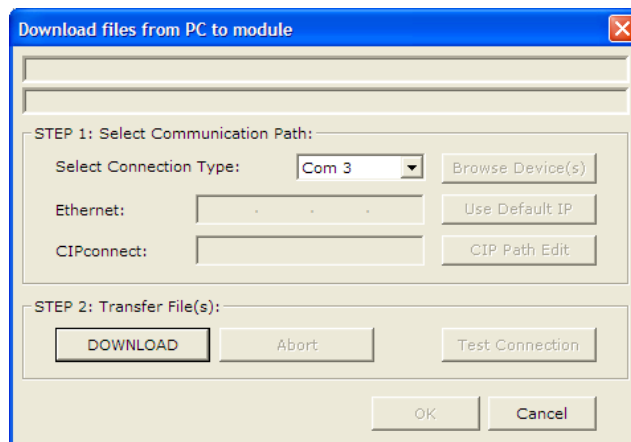 Download files from PC to module
STEP 1: Select Communication Path:
Select Connection Type: Com 3 Browse Device(s)
Ethernet: . . . Use Default IP
CIPconnect: CIP Path Edit
STEP 2: Transfer File(s):
DOWNLOAD Abort Test Connection
OK Cancel